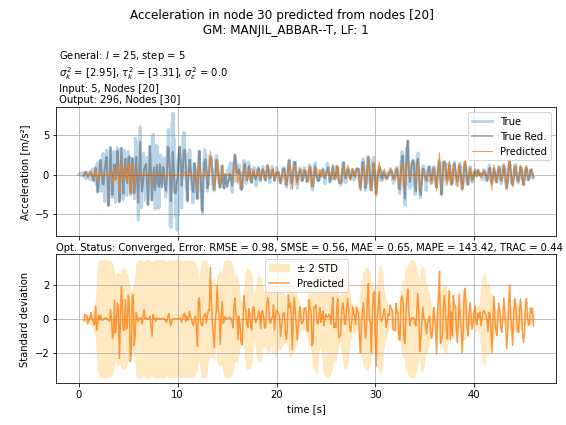 Acceleration in node 30 predicted from nodes [20]
GM: MANJIL_ABBAR--T, LF: 1
General: l = 25, step = 5
σ_k^2 = [2.95], τ_k^2 = [3.31], σ_ε^2 = 0.0
Input: 5, Nodes [20]
Output: 296, Nodes [30]
Acceleration [m/s²]
5
0
−5
True
True Red.
Predicted
Opt. Status: Converged, Error: RMSE = 0.98, SMSE = 0.56, MAE = 0.65, MAPE = 143.42, TRAC = 0.44
Standard deviation
2
0
−2
± 2 STD
Predicted
0 10 20 30 40
time [s]